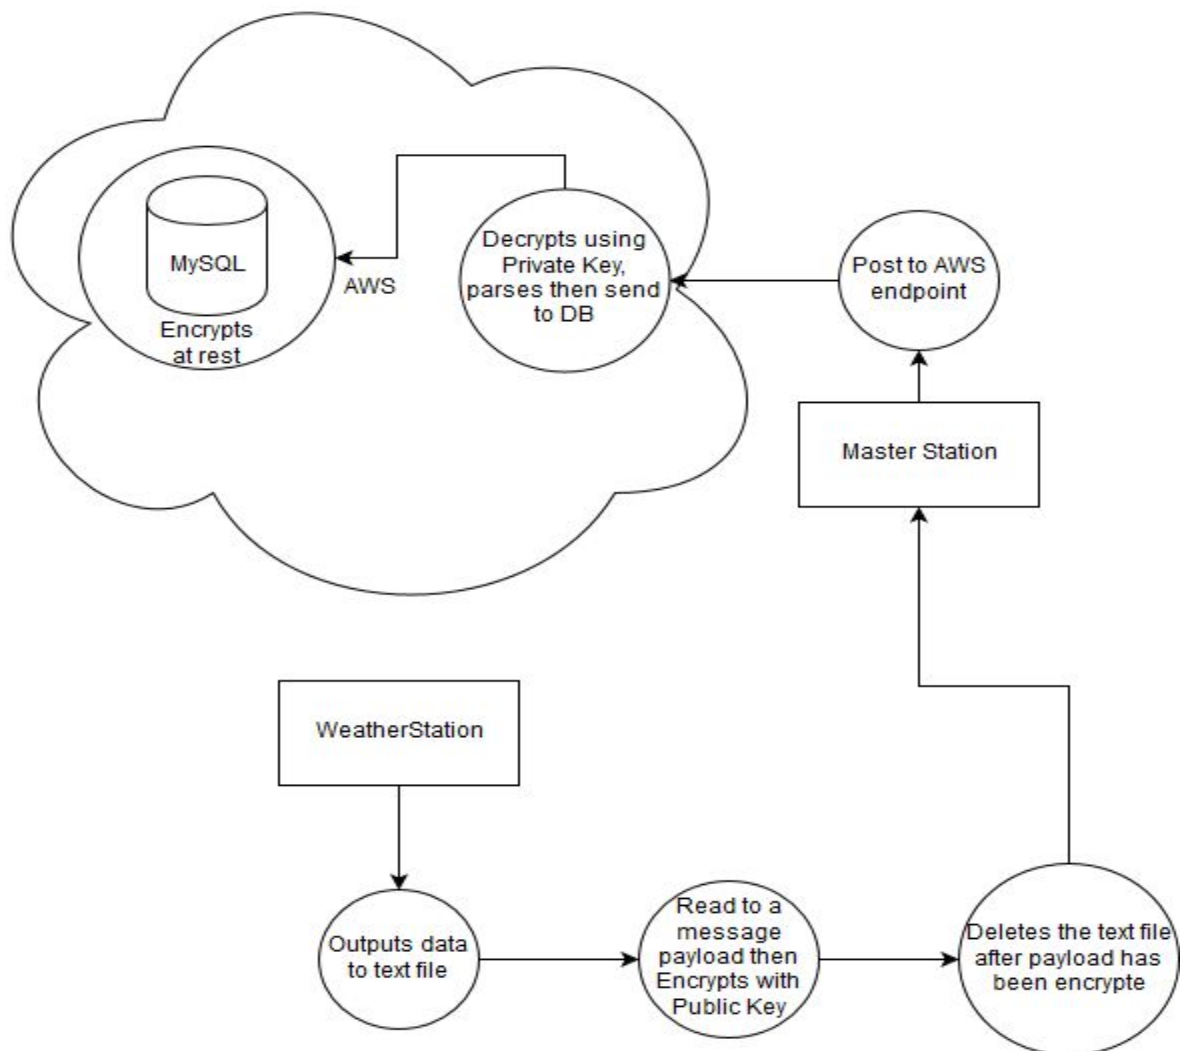 WeatherStation
Outputs data
to text file
Read to a
message
payload then
Encrypts with
Public Key
Deletes the text file
after payload has
been encrypte
Master Station
Post to AWS
endpoint
Decrypts using
Private Key,
parses then send
to DB
AWS
MySQL
Encrypts
at rest